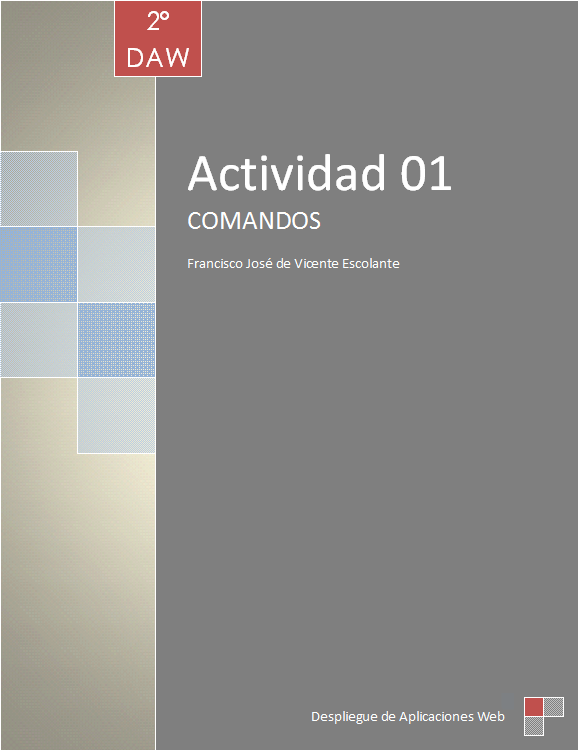 2º
DAW
Actividad 01
COMANDOS
Francisco José de Vicente Escolante
Despliegue de Aplicaciones Web